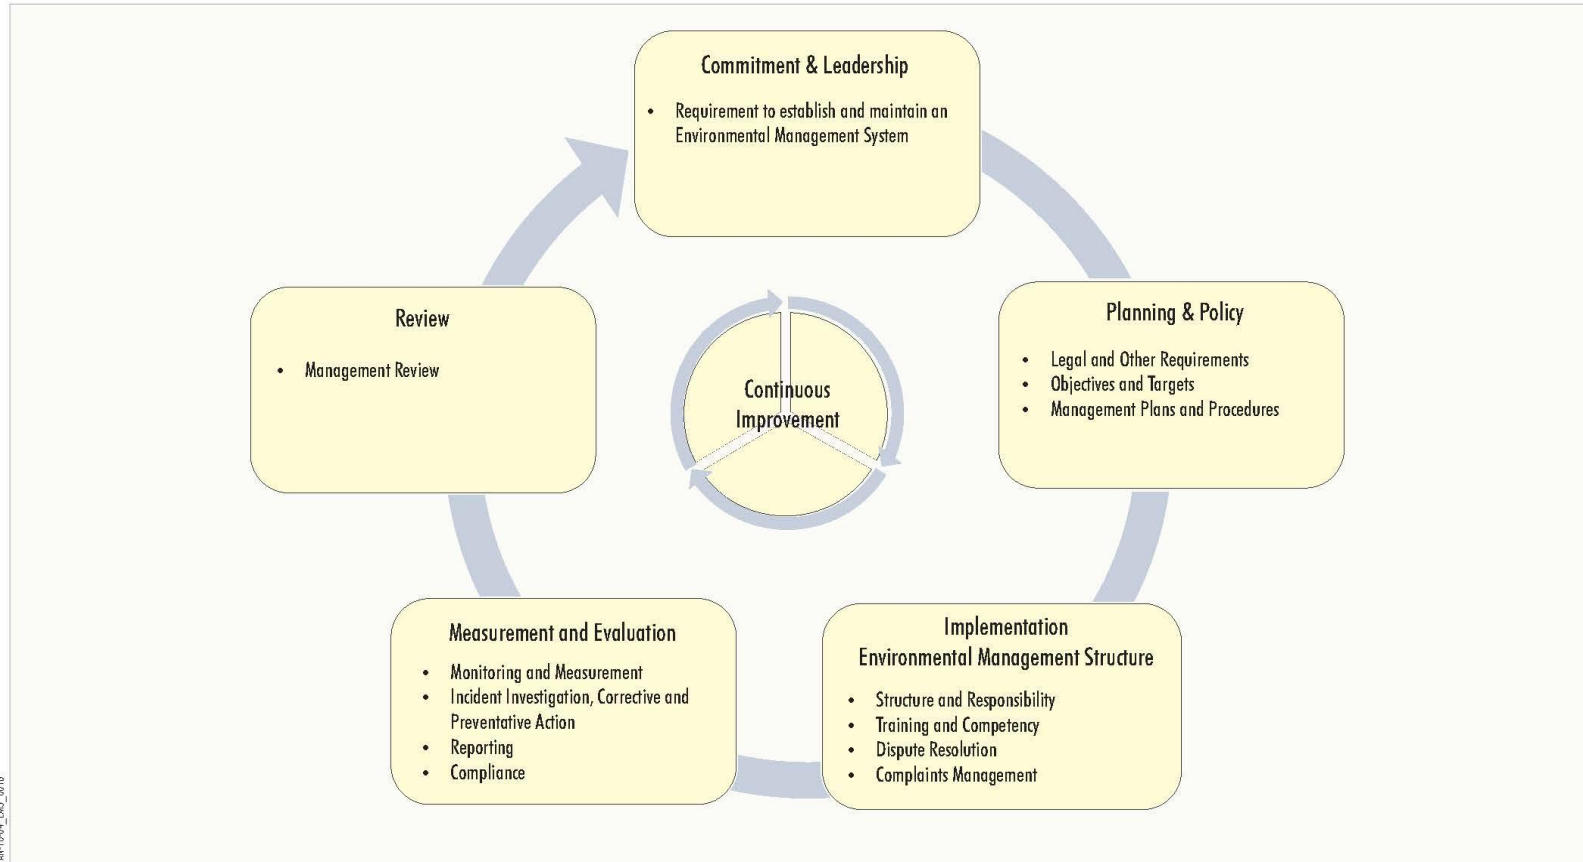 Commitment & Leadership
• Requirement to establish and maintain an
Environmental Management System
Planning & Policy
• Legal and Other Requirements
• Objectives and Targets
• Management Plans and Procedures
Implementation
Environmental Management Structure
• Structure and Responsibility
• Training and Competency
• Dispute Resolution
• Complaints Management
Measurement and Evaluation
• Monitoring and Measurement
• Incident Investigation, Corrective and
Preventative Action
• Reporting
• Compliance
Review
• Management Review
Continuous
Improvement